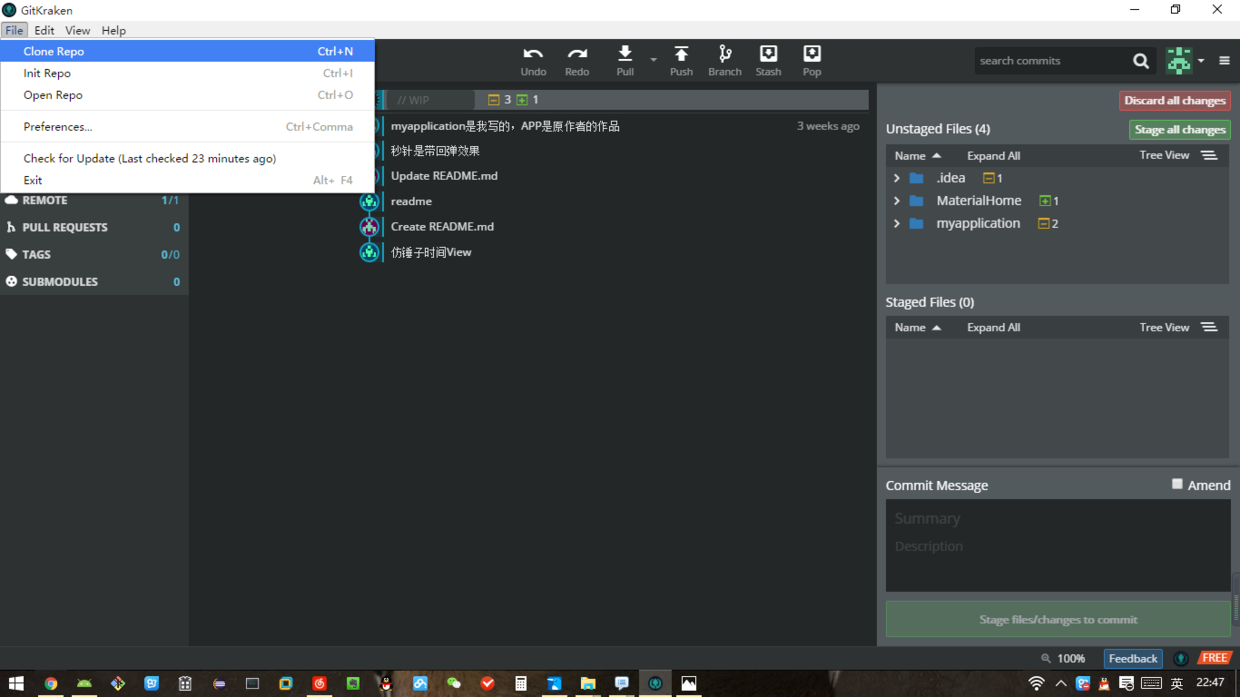 GitKraken
File Edit View Help
Clone Repo Ctrl+N
Init Repo Ctrl+I
Open Repo Ctrl+O
Preferences... Ctrl+Comma
Check for Update (Last checked 23 minutes ago)
Exit Alt+ F4
REMOTE 1/1
PULL REQUESTS 0
TAGS 0/0
SUBMODULES 0
Undo Redo Pull Push Branch Stash Pop
search commits
// WIP 3 1
myapplication是我写的，APP是原作者的作品 3 weeks ago
秒针是带回弹效果
Update README.md
readme
Create README.md
仿锤子时间View
Discard all changes
Unstaged Files (4) Stage all changes
Name Expand All Tree View
.idea 1
MaterialHome 1
myapplication 2
Staged Files (0)
Name Expand All Tree View
Commit Message Amend
Summary
Description
Stage files/changes to commit
100% Feedback FREE
英 22:47